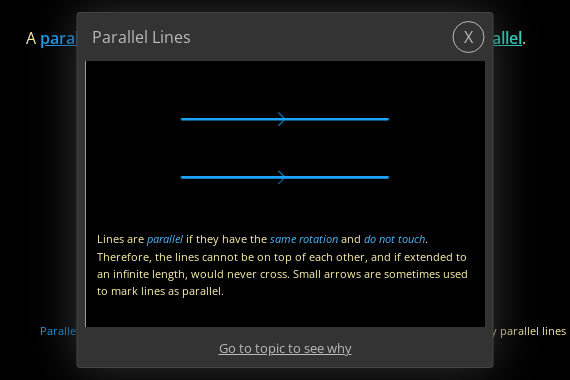 Parallel Lines
X
A
allel.
Lines are parallel if they have the same rotation and do not touch.
Therefore, the lines cannot be on top of each other, and if extended to
an infinite length, would never cross. Small arrows are sometimes used
to mark lines as parallel.
parallel lines
Go to topic to see why